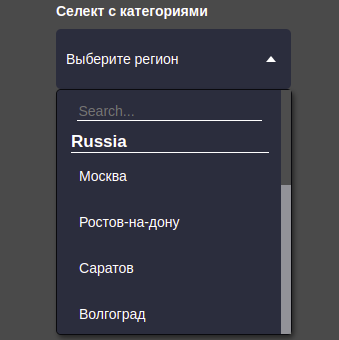 Селект с категориями
Выберите регион
Search...
Russia
Москва
Ростов-на-дону
Саратов
Волгоград